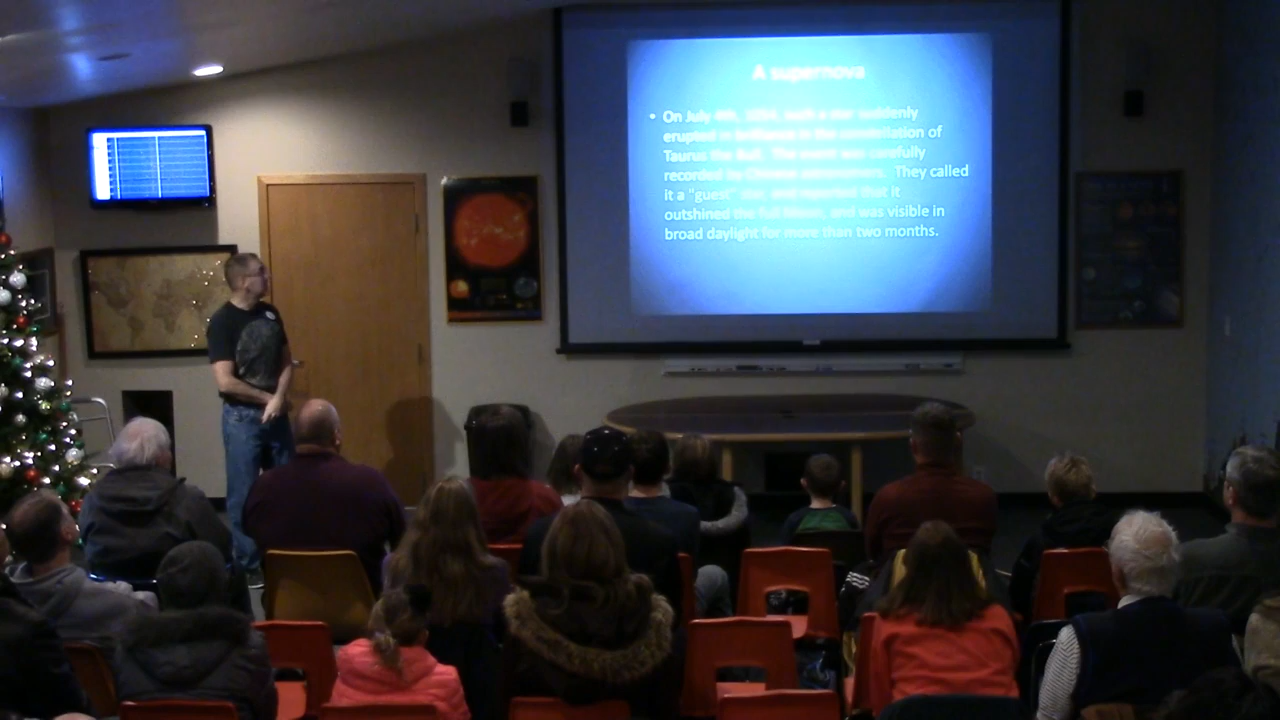 A supernova
• On July 4th, 1054, such a star suddenly
erupted in brilliance in the constellation of
Taurus the Bull. The event was carefully
recorded by Chinese astronomers. They called
it a "guest" star, and reported that it
outshined the full Moon, and was visible in
broad daylight for more than two months.